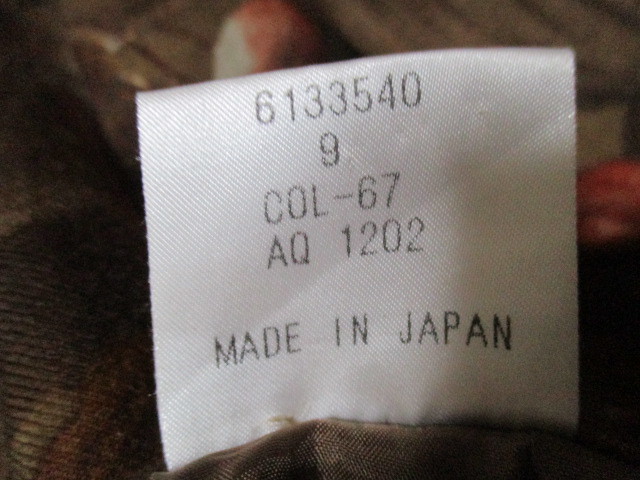 6133540
9
COL-67
AQ 1202
MADE IN JAPAN